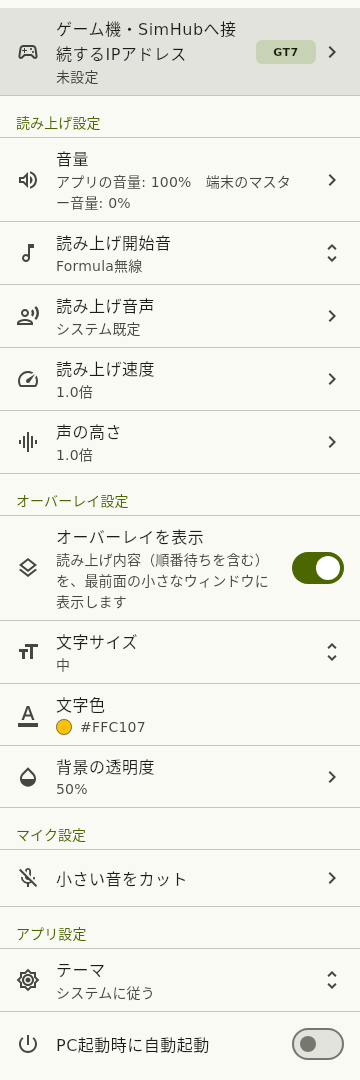 ゲーム機・SimHubへ接
続するIPアドレス
未設定
GT7
読み上げ設定
音量
アプリの音量: 100%　端末のマスタ
ー音量: 0%
読み上げ開始音
Formula無線
読み上げ音声
システム既定
読み上げ速度
1.0倍
声の高さ
1.0倍
オーバーレイ設定
オーバーレイを表示
読み上げ内容（順番待ちを含む）
を、最前面の小さなウィンドウに
表示します
文字サイズ
中
文字色
#FFC107
背景の透明度
50%
マイク設定
小さい音をカット
アプリ設定
テーマ
システムに従う
PC起動時に自動起動